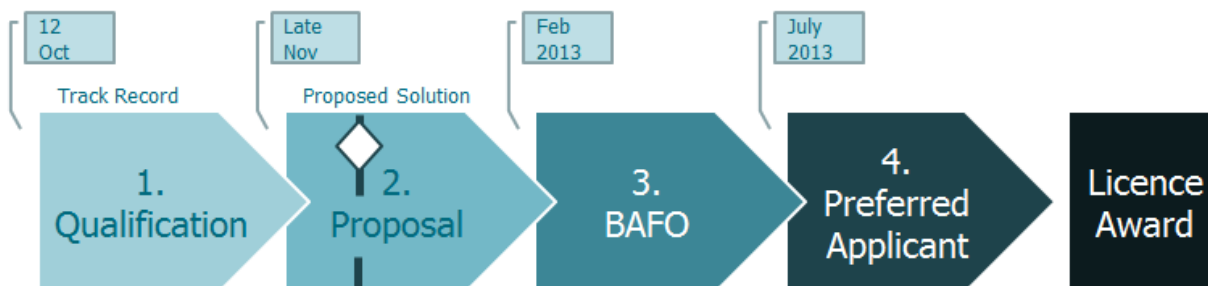 12
Oct
Late
Nov
Feb
2013
July
2013
Track Record
Proposed Solution
1.
Qualification
2.
Proposal
3.
BAFO
4.
Preferred
Applicant
Licence
Award